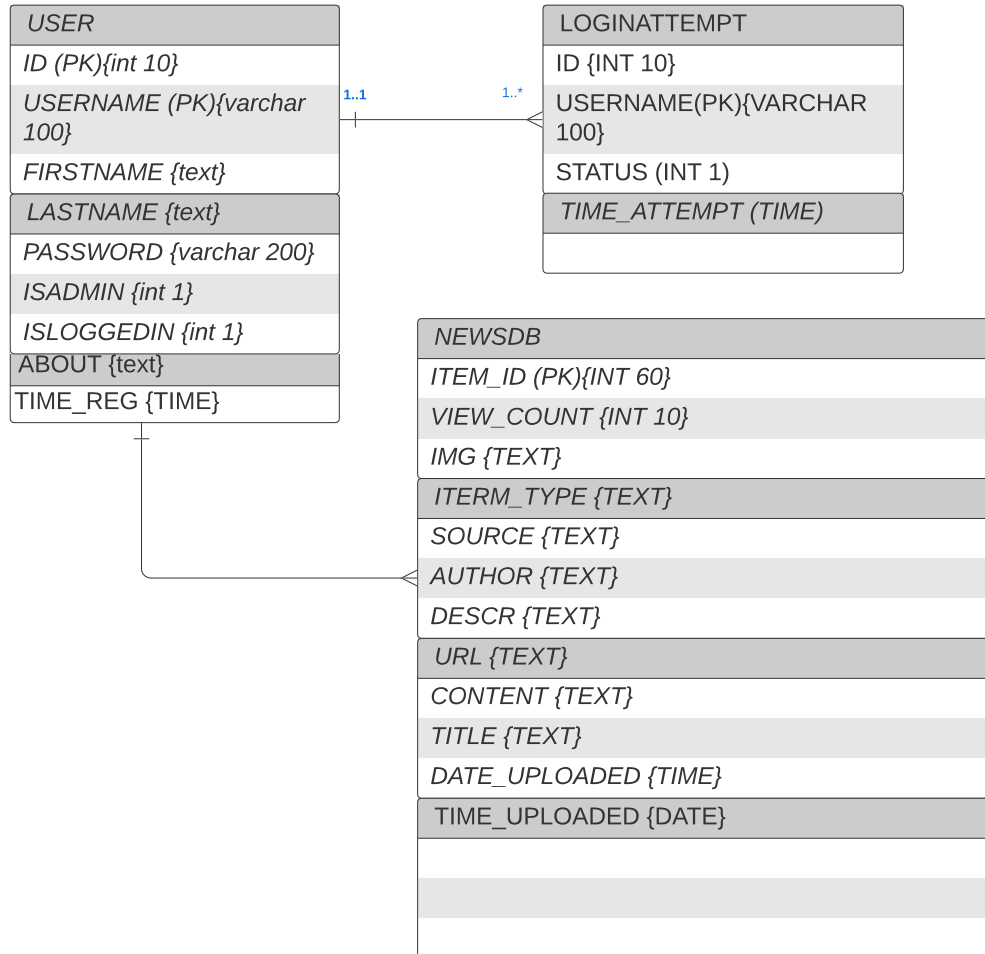 USER
ID (PK){int 10}
USERNAME (PK){varchar
100}
FIRSTNAME {text}
LASTNAME {text}
PASSWORD {varchar 200}
ISADMIN {int 1}
ISLOGGEDIN {int 1}
ABOUT {text}
TIME_REG {TIME}
1..1
1..*
LOGINATTEMPT
ID {INT 10}
USERNAME(PK){VARCHAR
100}
STATUS (INT 1)
TIME_ATTEMPT (TIME)
NEWSDB
ITEM_ID (PK){INT 60}
VIEW_COUNT {INT 10}
IMG {TEXT}
ITERM_TYPE {TEXT}
SOURCE {TEXT}
AUTHOR {TEXT}
DESCR {TEXT}
URL {TEXT}
CONTENT {TEXT}
TITLE {TEXT}
DATE_UPLOADED {TIME}
TIME_UPLOADED {DATE}